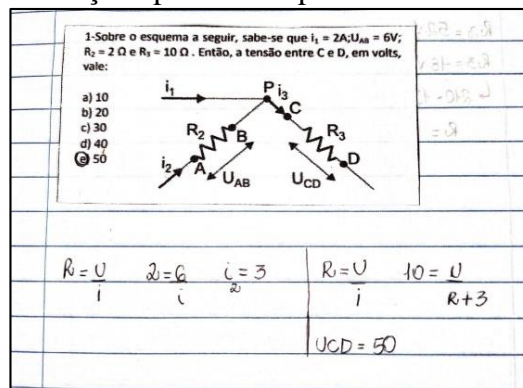 1-Sobre o esquema a seguir, sabe-se que i₁ = 2A;U_AB = 6V;
R₂ = 2 Ω e R₃ = 10 Ω . Então, a tensão entre C e D, em volts,
vale:
a) 10
b) 20
c) 30
d) 40
e) 50
i₁
P i₃
C
R₂
B
R₃
i₂
A
D
U_AB
U_CD
R = U/i 2 = 6/i i₂ = 3
R = U/i 10 = U/R+3
UCD = 50